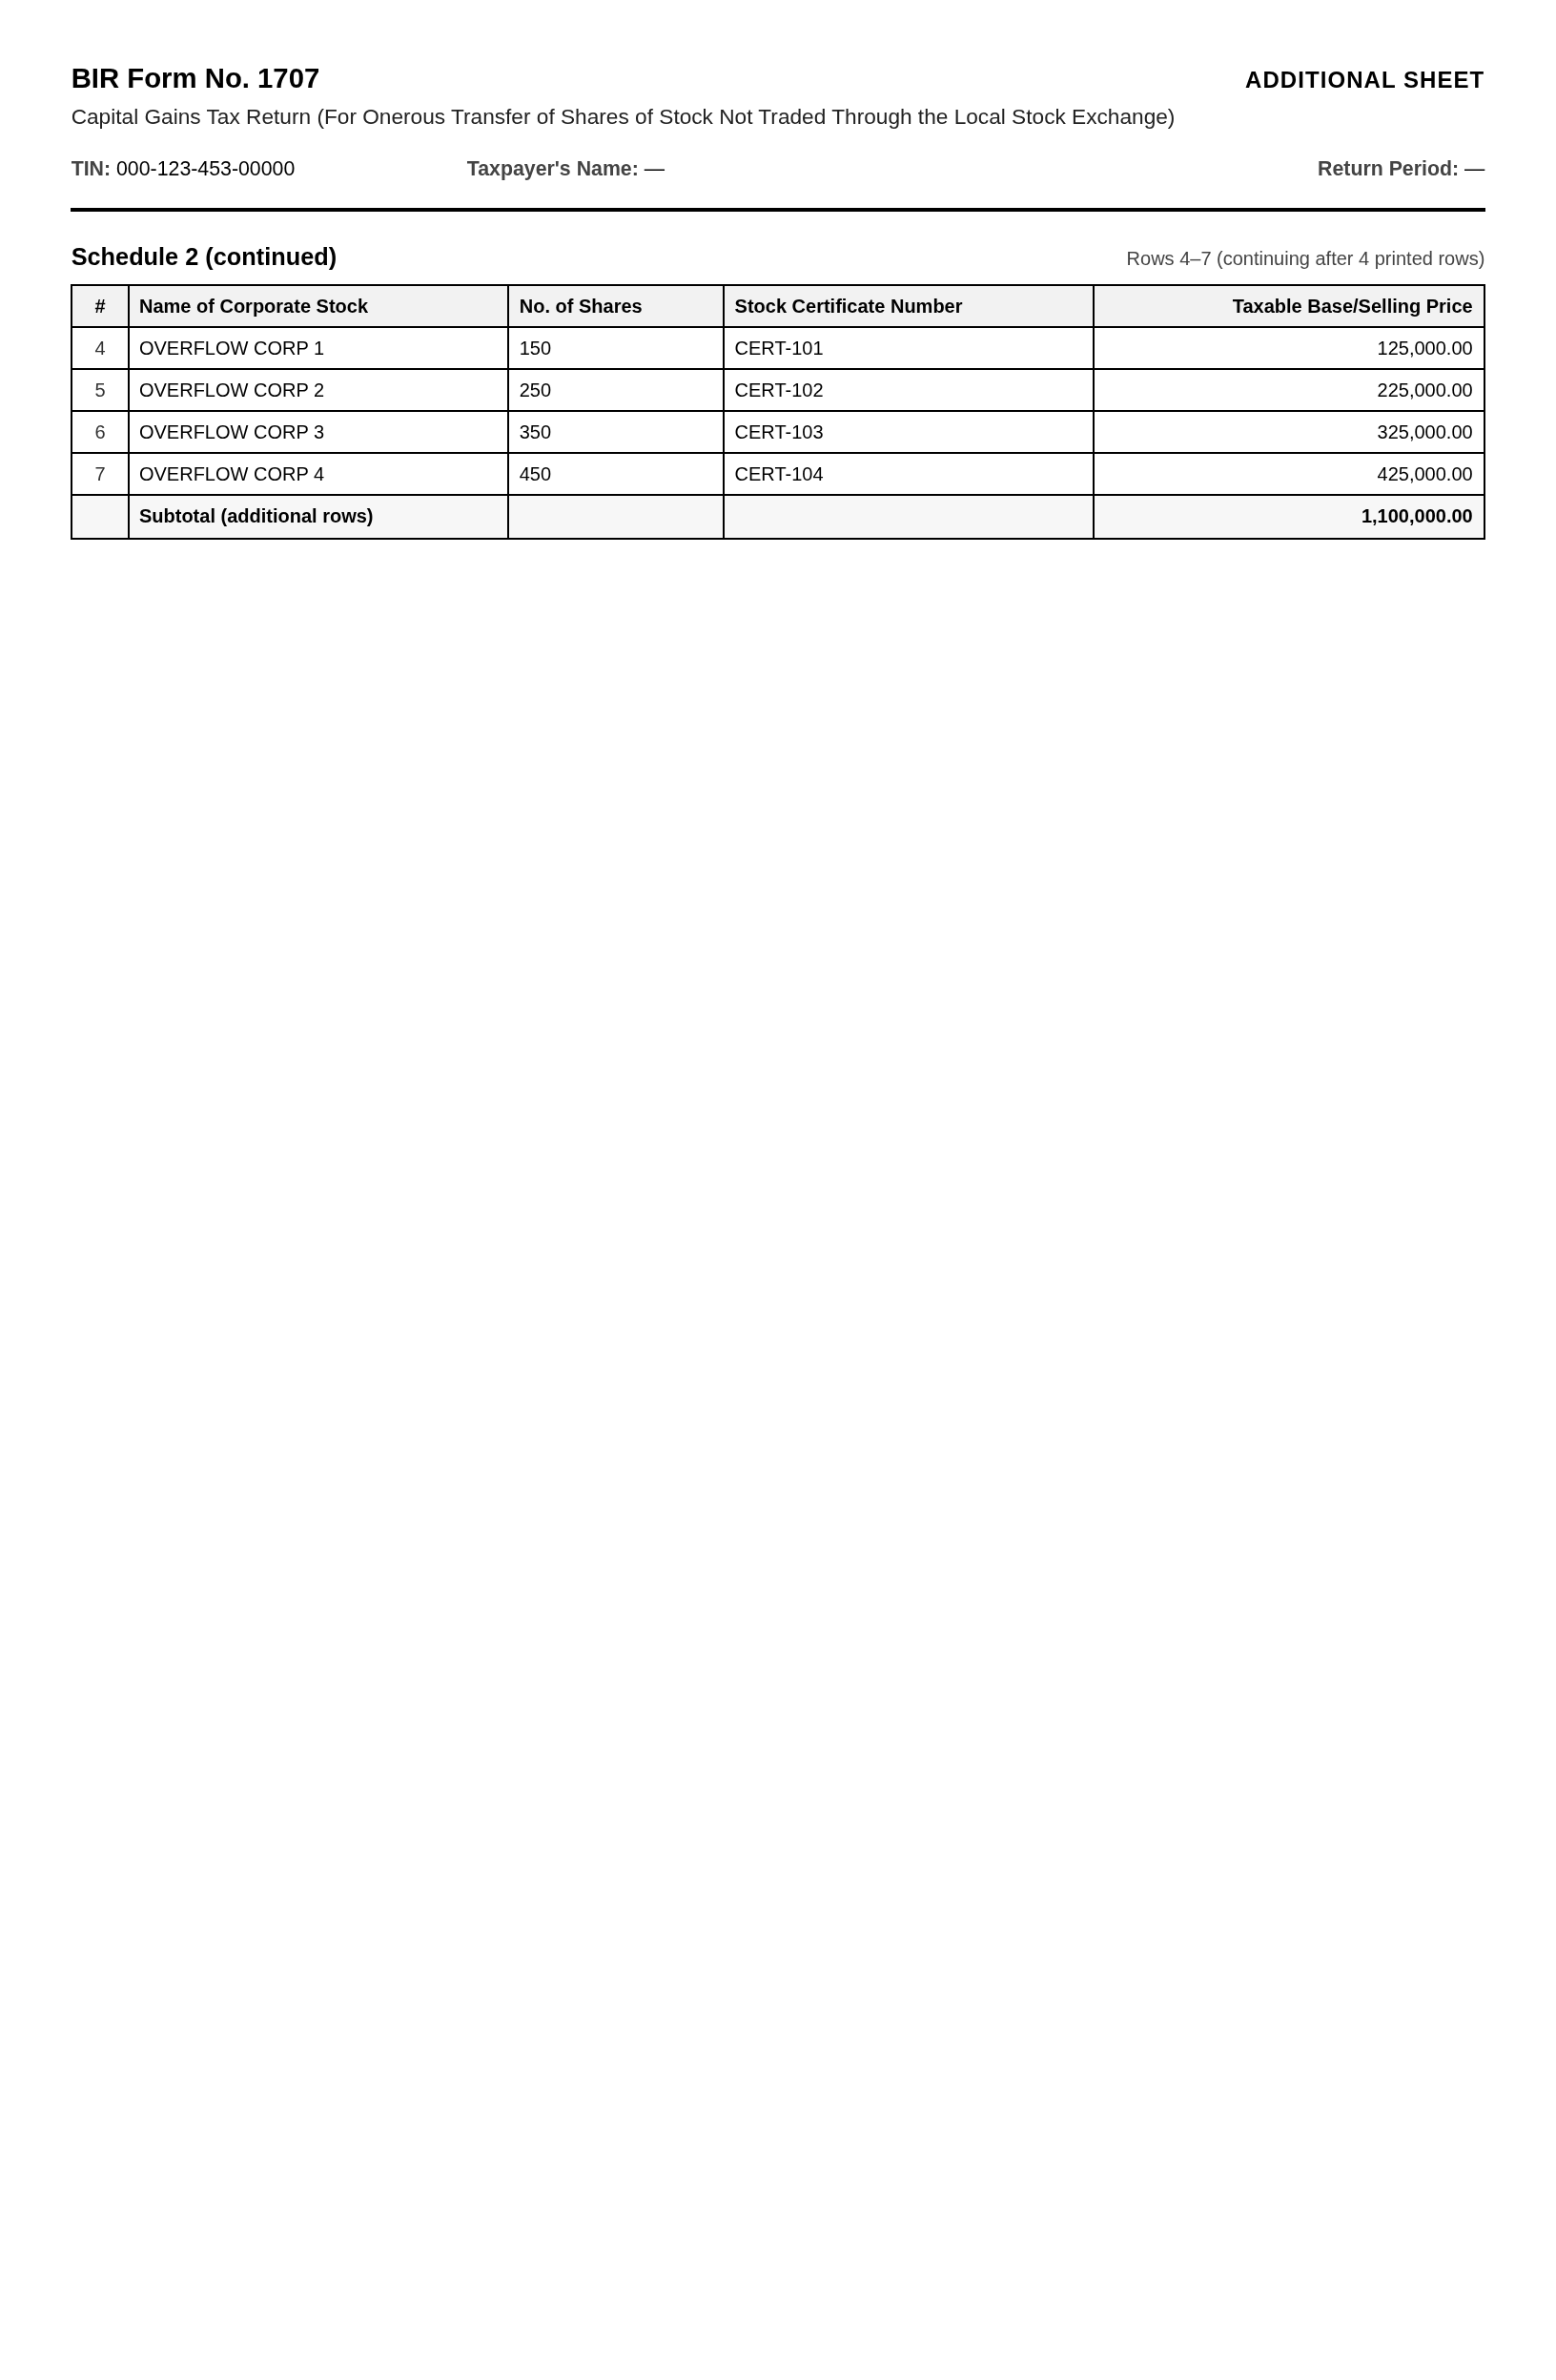 BIR Form No. 1707 ADDITIONAL SHEET
Capital Gains Tax Return (For Onerous Transfer of Shares of Stock Not Traded Through the Local Stock Exchange)
TIN: 000-123-453-00000 Taxpayer's Name: — Return Period: —
Schedule 2 (continued) Rows 4–7 (continuing after 4 printed rows)
# Name of Corporate Stock No. of Shares Stock Certificate Number Taxable Base/Selling Price
4 OVERFLOW CORP 1 150 CERT-101 125,000.00
5 OVERFLOW CORP 2 250 CERT-102 225,000.00
6 OVERFLOW CORP 3 350 CERT-103 325,000.00
7 OVERFLOW CORP 4 450 CERT-104 425,000.00
Subtotal (additional rows) 1,100,000.00